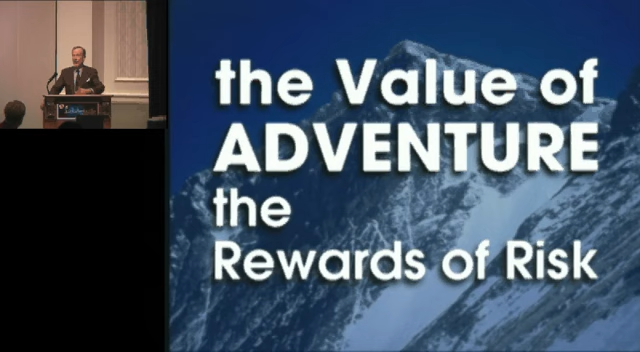 the Value of
ADVENTURE
the
Rewards of Risk